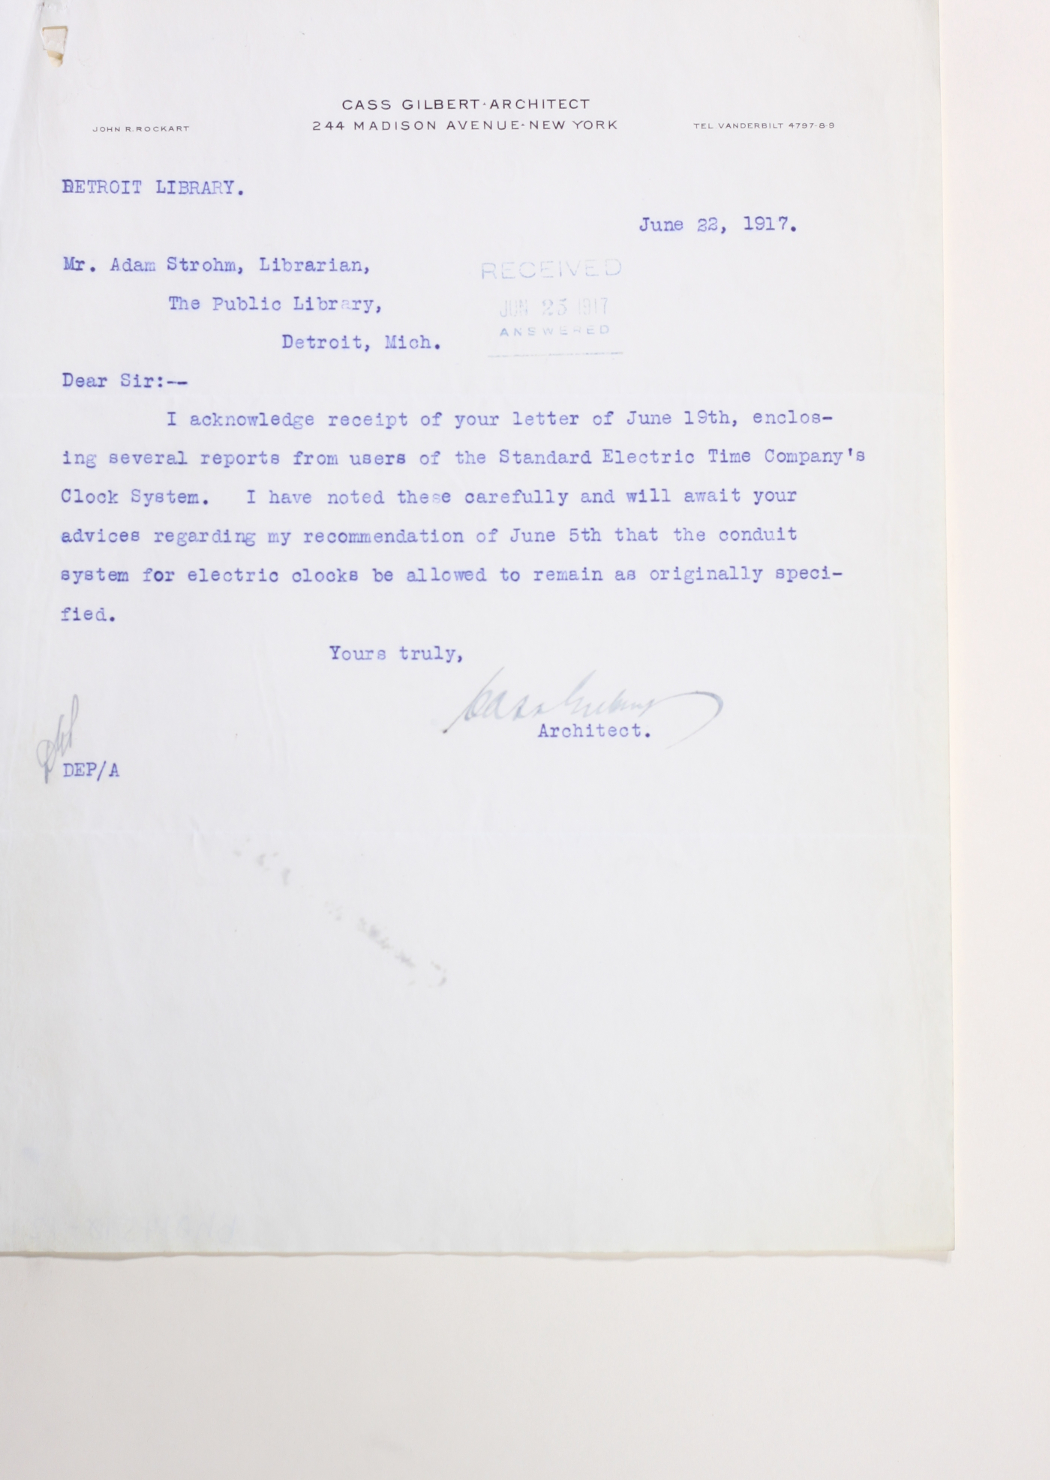 CASS GILBERT·ARCHITECT
JOHN R. ROCKART 244 MADISON AVENUE-NEW YORK TEL VANDERBILT 4797-8-9
DETROIT LIBRARY.
June 22, 1917.
Mr. Adam Strohm, Librarian,
RECEIVED
The Public Library,
JUN 23 1917
ANSWERED
Detroit, Mich.
Dear Sir:--
I acknowledge receipt of your letter of June 19th, enclos-
ing several reports from users of the Standard Electric Time Company's
Clock System. I have noted these carefully and will await your
advices regarding my recommendation of June 5th that the conduit
system for electric clocks be allowed to remain as originally speci-
fied.
Yours truly,
Cass Gilbert
Architect.
DEP/A